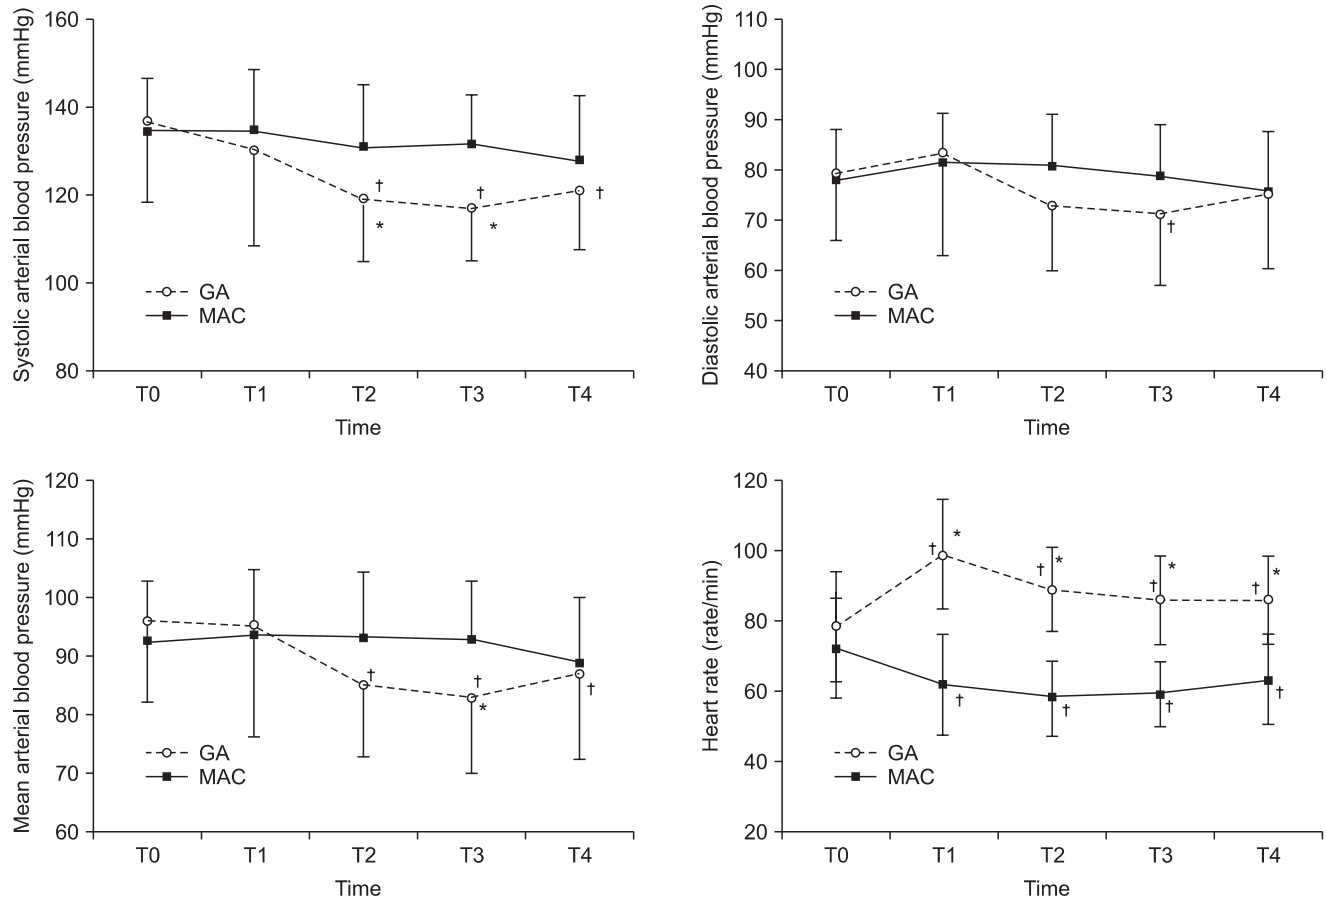 Systolic arterial blood pressure (mmHg)
160
140
120
100
80
†
*
†
*
†
GA
MAC
T0 T1 T2 T3 T4
Time
Diastolic arterial blood pressure (mmHg)
110
100
90
80
70
60
50
40
†
GA
MAC
T0 T1 T2 T3 T4
Time
Mean arterial blood pressure (mmHg)
120
110
100
90
80
70
60
†
†
*
†
GA
MAC
T0 T1 T2 T3 T4
Time
Heart rate (rate/min)
120
100
80
60
40
20
† *
† *
† *
† *
† † † †
GA
MAC
T0 T1 T2 T3 T4
Time